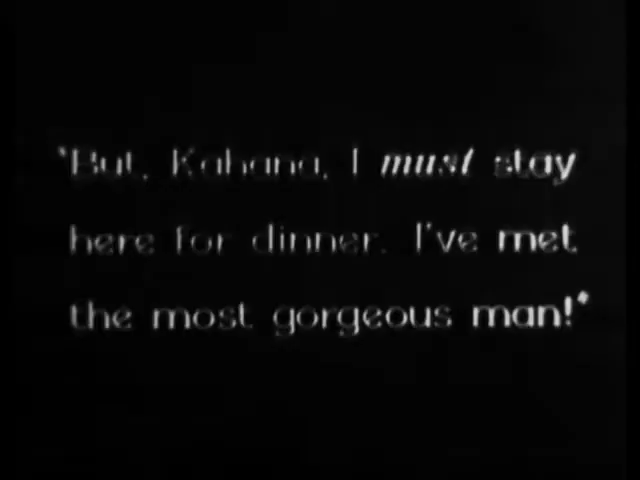 "But, Kahana, I must stay
here for dinner. I've met
the most gorgeous man!"